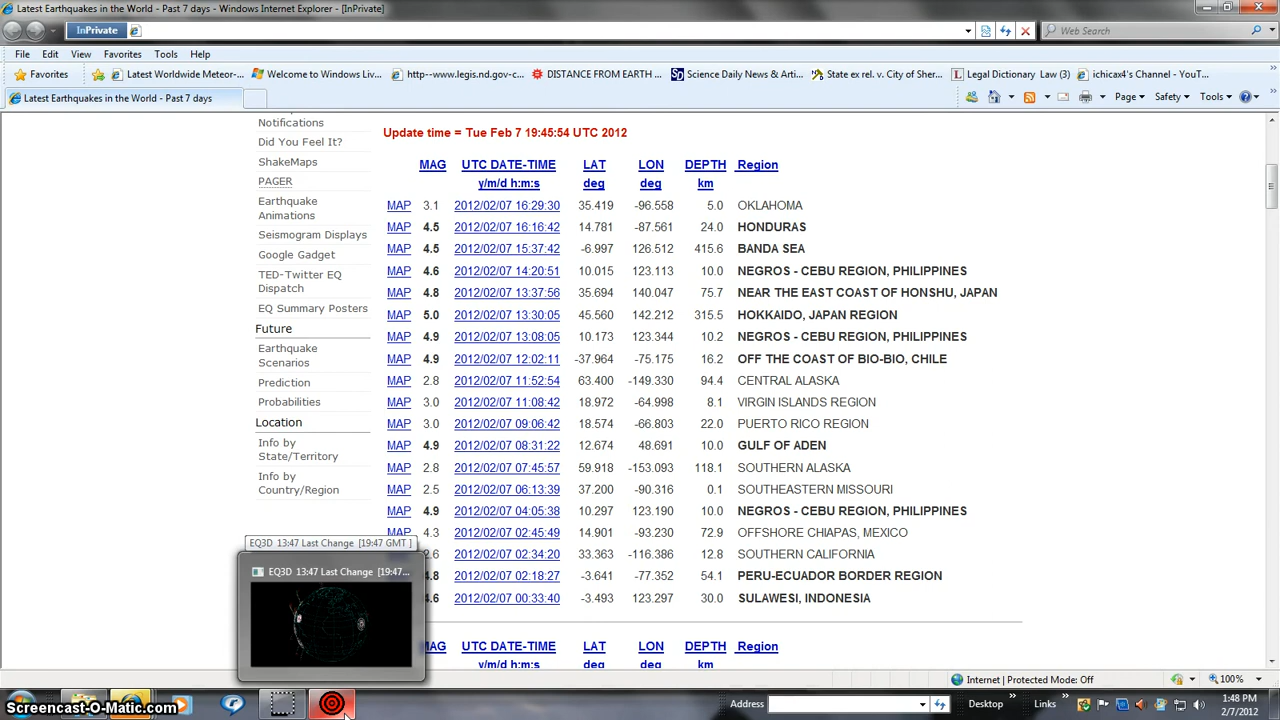 Latest Earthquakes in the World - Past 7 days - Windows Internet Explorer - [InPrivate]
InPrivate
Web Search
File Edit View Favorites Tools Help
Favorites Latest Worldwide Meteor-... Welcome to Windows Liv... http--www.legis.nd.gov-c... DISTANCE FROM EARTH ... Science Daily News & Arti... State ex rel. v. City of Sher... Legal Dictionary Law (3) ichicax4's Channel - YouT...
Latest Earthquakes in the World - Past 7 days
Page Safety Tools
Notifications
Did You Feel It?
ShakeMaps
PAGER
Earthquake
Animations
Seismogram Displays
Google Gadget
TED-Twitter EQ
Dispatch
EQ Summary Posters
Future
Earthquake
Scenarios
Prediction
Probabilities
Location
Info by
State/Territory
Info by
Country/Region
Update time = Tue Feb 7 19:45:54 UTC 2012
MAG UTC DATE-TIME LAT LON DEPTH Region
y/m/d h:m:s deg deg km
MAP 3.1 2012/02/07 16:29:30 35.419 -96.558 5.0 OKLAHOMA
MAP 4.5 2012/02/07 16:16:42 14.781 -87.561 24.0 HONDURAS
MAP 4.5 2012/02/07 15:37:42 -6.997 126.512 415.6 BANDA SEA
MAP 4.6 2012/02/07 14:20:51 10.015 123.113 10.0 NEGROS - CEBU REGION, PHILIPPINES
MAP 4.8 2012/02/07 13:37:56 35.694 140.047 75.7 NEAR THE EAST COAST OF HONSHU, JAPAN
MAP 5.0 2012/02/07 13:30:05 45.560 142.212 315.5 HOKKAIDO, JAPAN REGION
MAP 4.9 2012/02/07 13:08:05 10.173 123.344 10.2 NEGROS - CEBU REGION, PHILIPPINES
MAP 4.9 2012/02/07 12:02:11 -37.964 -75.175 16.2 OFF THE COAST OF BIO-BIO, CHILE
MAP 2.8 2012/02/07 11:52:54 63.400 -149.330 94.4 CENTRAL ALASKA
MAP 3.0 2012/02/07 11:08:42 18.972 -64.998 8.1 VIRGIN ISLANDS REGION
MAP 3.0 2012/02/07 09:06:42 18.574 -66.803 22.0 PUERTO RICO REGION
MAP 4.9 2012/02/07 08:31:22 12.674 48.691 10.0 GULF OF ADEN
MAP 2.8 2012/02/07 07:45:57 59.918 -153.093 118.1 SOUTHERN ALASKA
MAP 2.5 2012/02/07 06:13:39 37.200 -90.316 0.1 SOUTHEASTERN MISSOURI
MAP 4.9 2012/02/07 04:05:38 10.297 123.190 10.0 NEGROS - CEBU REGION, PHILIPPINES
MAP 4.3 2012/02/07 02:45:49 14.901 -93.230 72.9 OFFSHORE CHIAPAS, MEXICO
2.6 2012/02/07 02:34:20 33.363 -116.386 12.8 SOUTHERN CALIFORNIA
4.8 2012/02/07 02:18:27 -3.641 -77.352 54.1 PERU-ECUADOR BORDER REGION
4.6 2012/02/07 00:33:40 -3.493 123.297 30.0 SULAWESI, INDONESIA
MAG UTC DATE-TIME LAT LON DEPTH Region
y/m/d h:m:s deg deg km
EQ3D 13:47 Last Change [19:47 GMT ]
EQ3D 13:47 Last Change [19:47...
Internet | Protected Mode: Off 100%
Screencast-O-Matic.com
Address Desktop Links 1:48 PM
2/7/2012